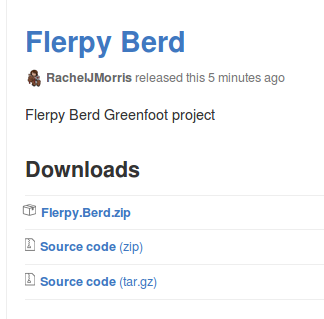 Flerpy Berd
RachelJMorris released this 5 minutes ago
Flerpy Berd Greenfoot project
Downloads
Flerpy.Berd.zip
Source code (zip)
Source code (tar.gz)